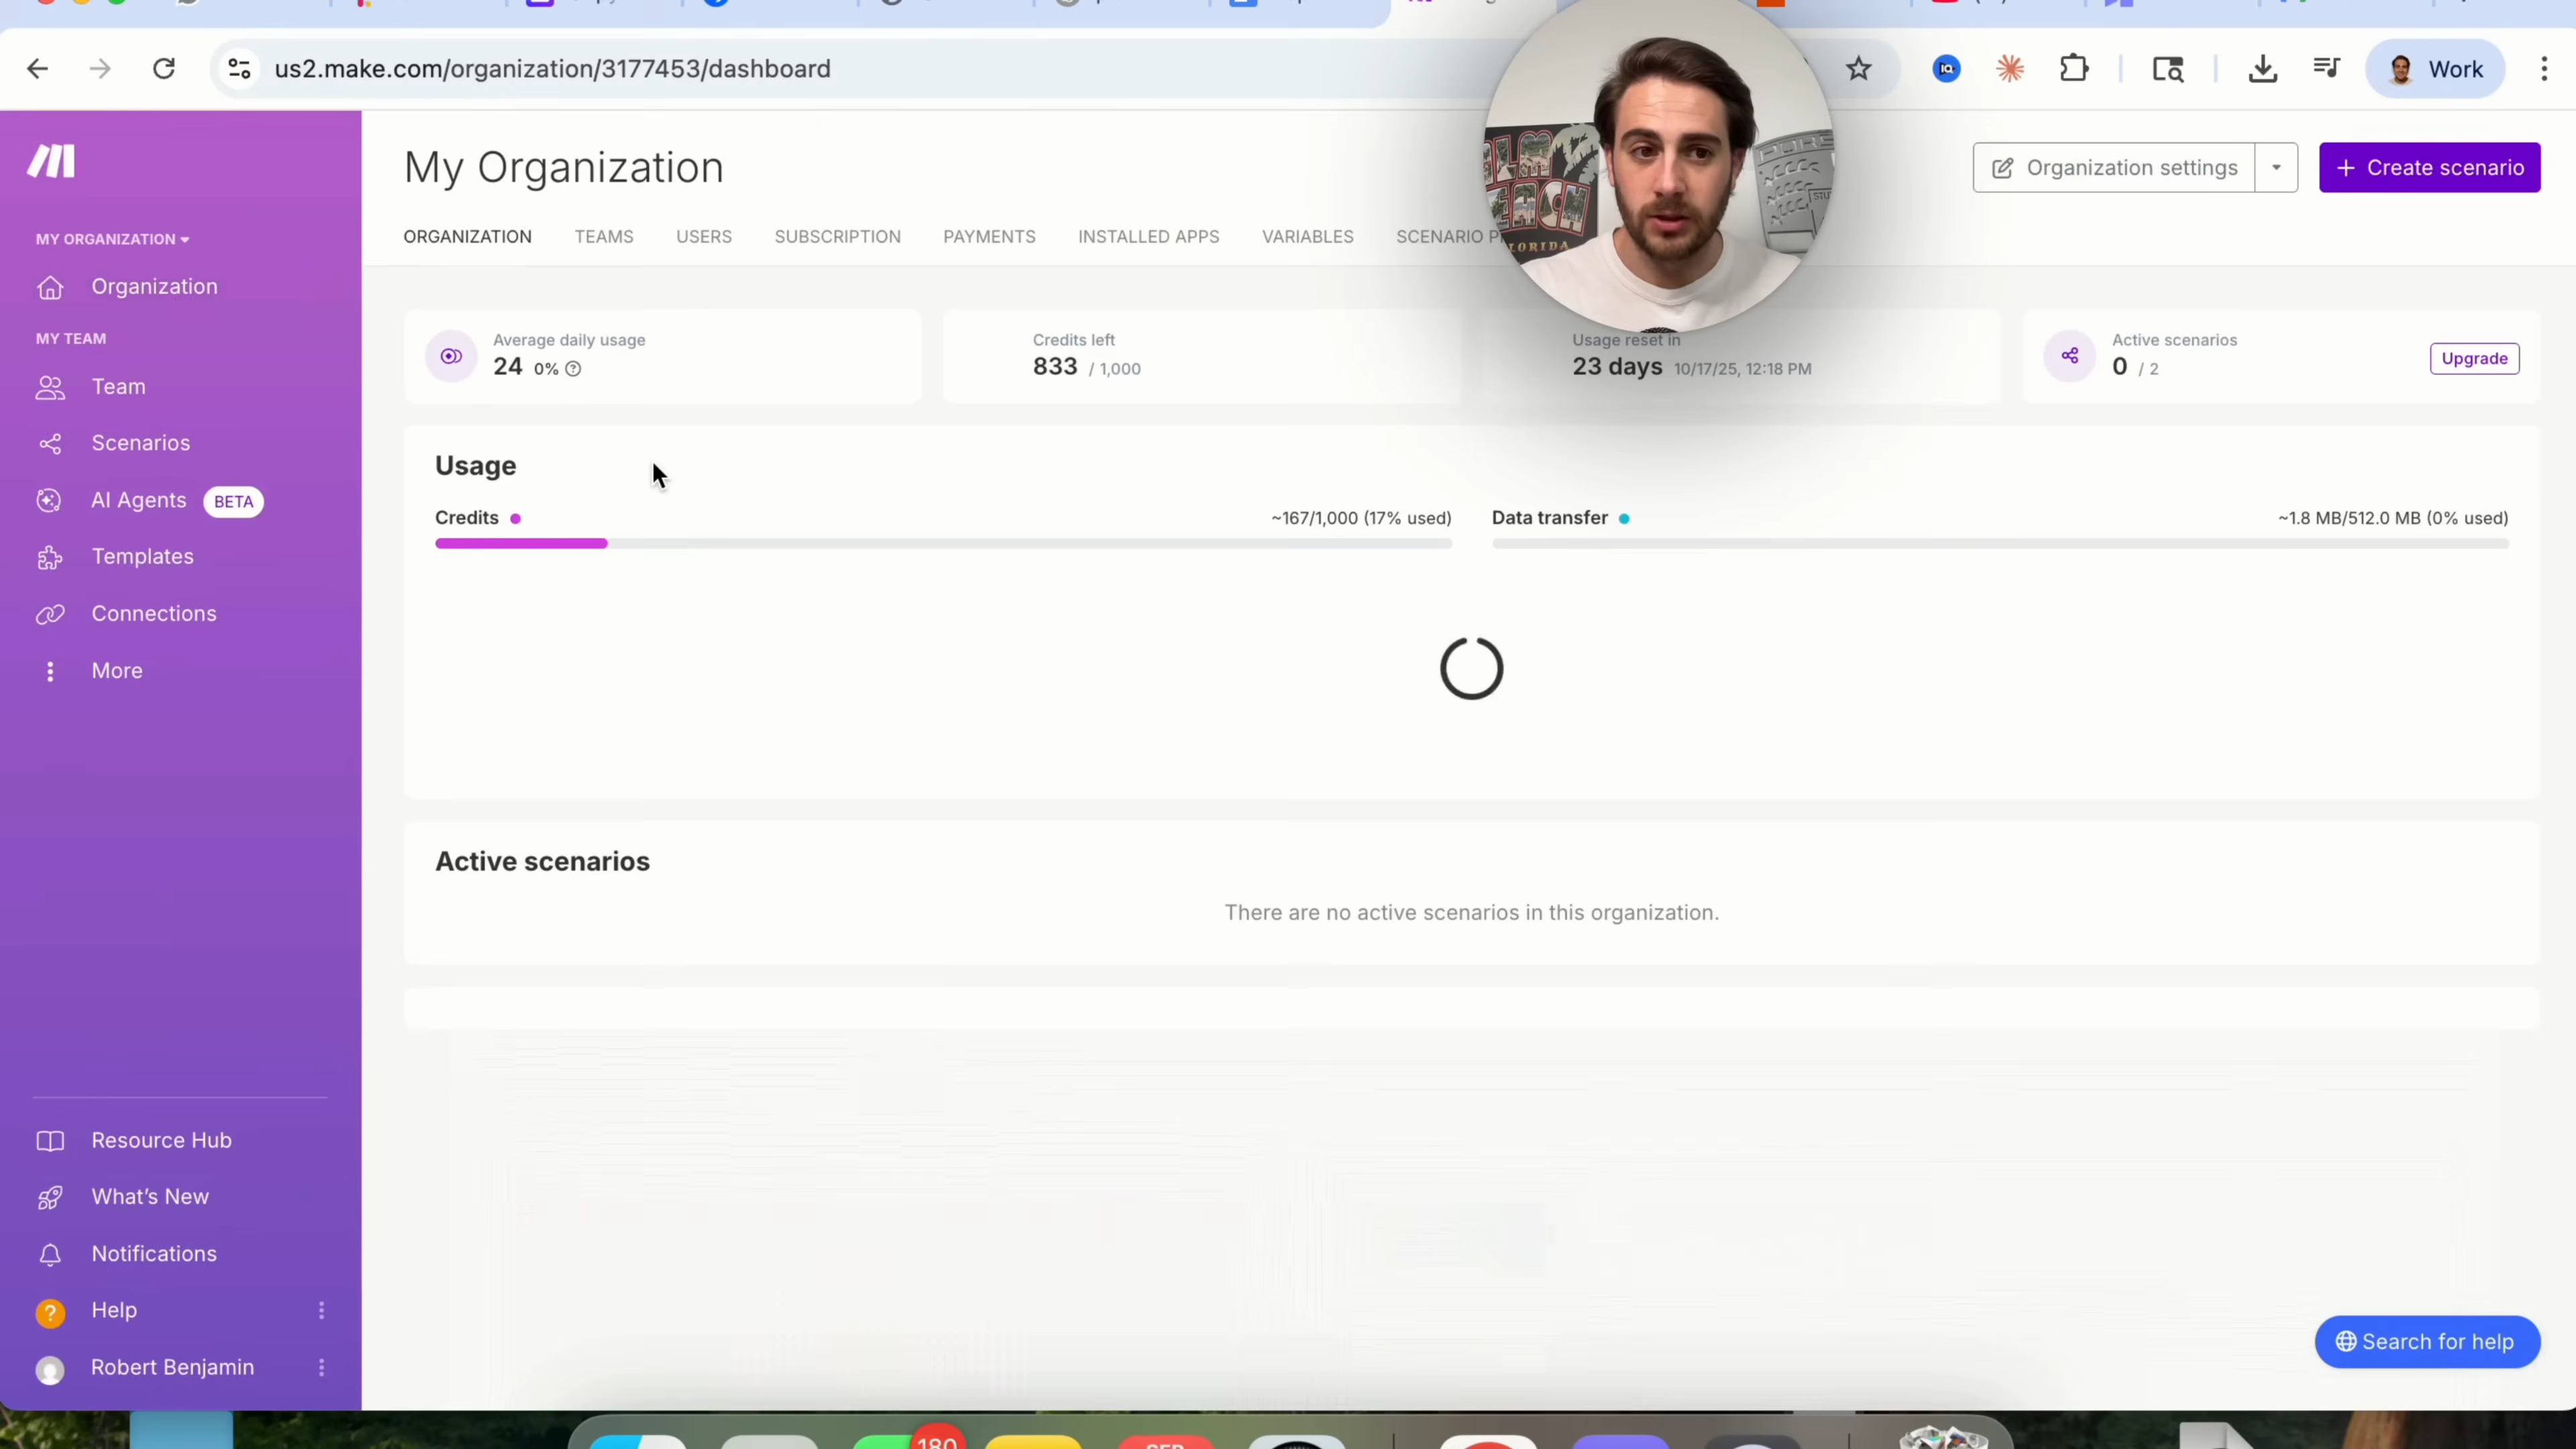 us2.make.com/organization/3177453/dashboard
Work
My Organization
Organization settings
+ Create scenario
MY ORGANIZATION
ORGANIZATION TEAMS USERS SUBSCRIPTION PAYMENTS INSTALLED APPS VARIABLES SCENARIO
Organization
MY TEAM
Team
Scenarios
AI Agents BETA
Templates
Connections
More
Average daily usage
24 0%
Credits left
833 / 1,000
Usage reset in
23 days 10/17/25, 12:18 PM
Active scenarios
0 / 2
Upgrade
Usage
Credits ~167/1,000 (17% used)
Data transfer ~1.8 MB/512.0 MB (0% used)
Active scenarios
There are no active scenarios in this organization.
Resource Hub
What's New
Notifications
? Help
Robert Benjamin
Search for help
FLORIDA
180
SEP